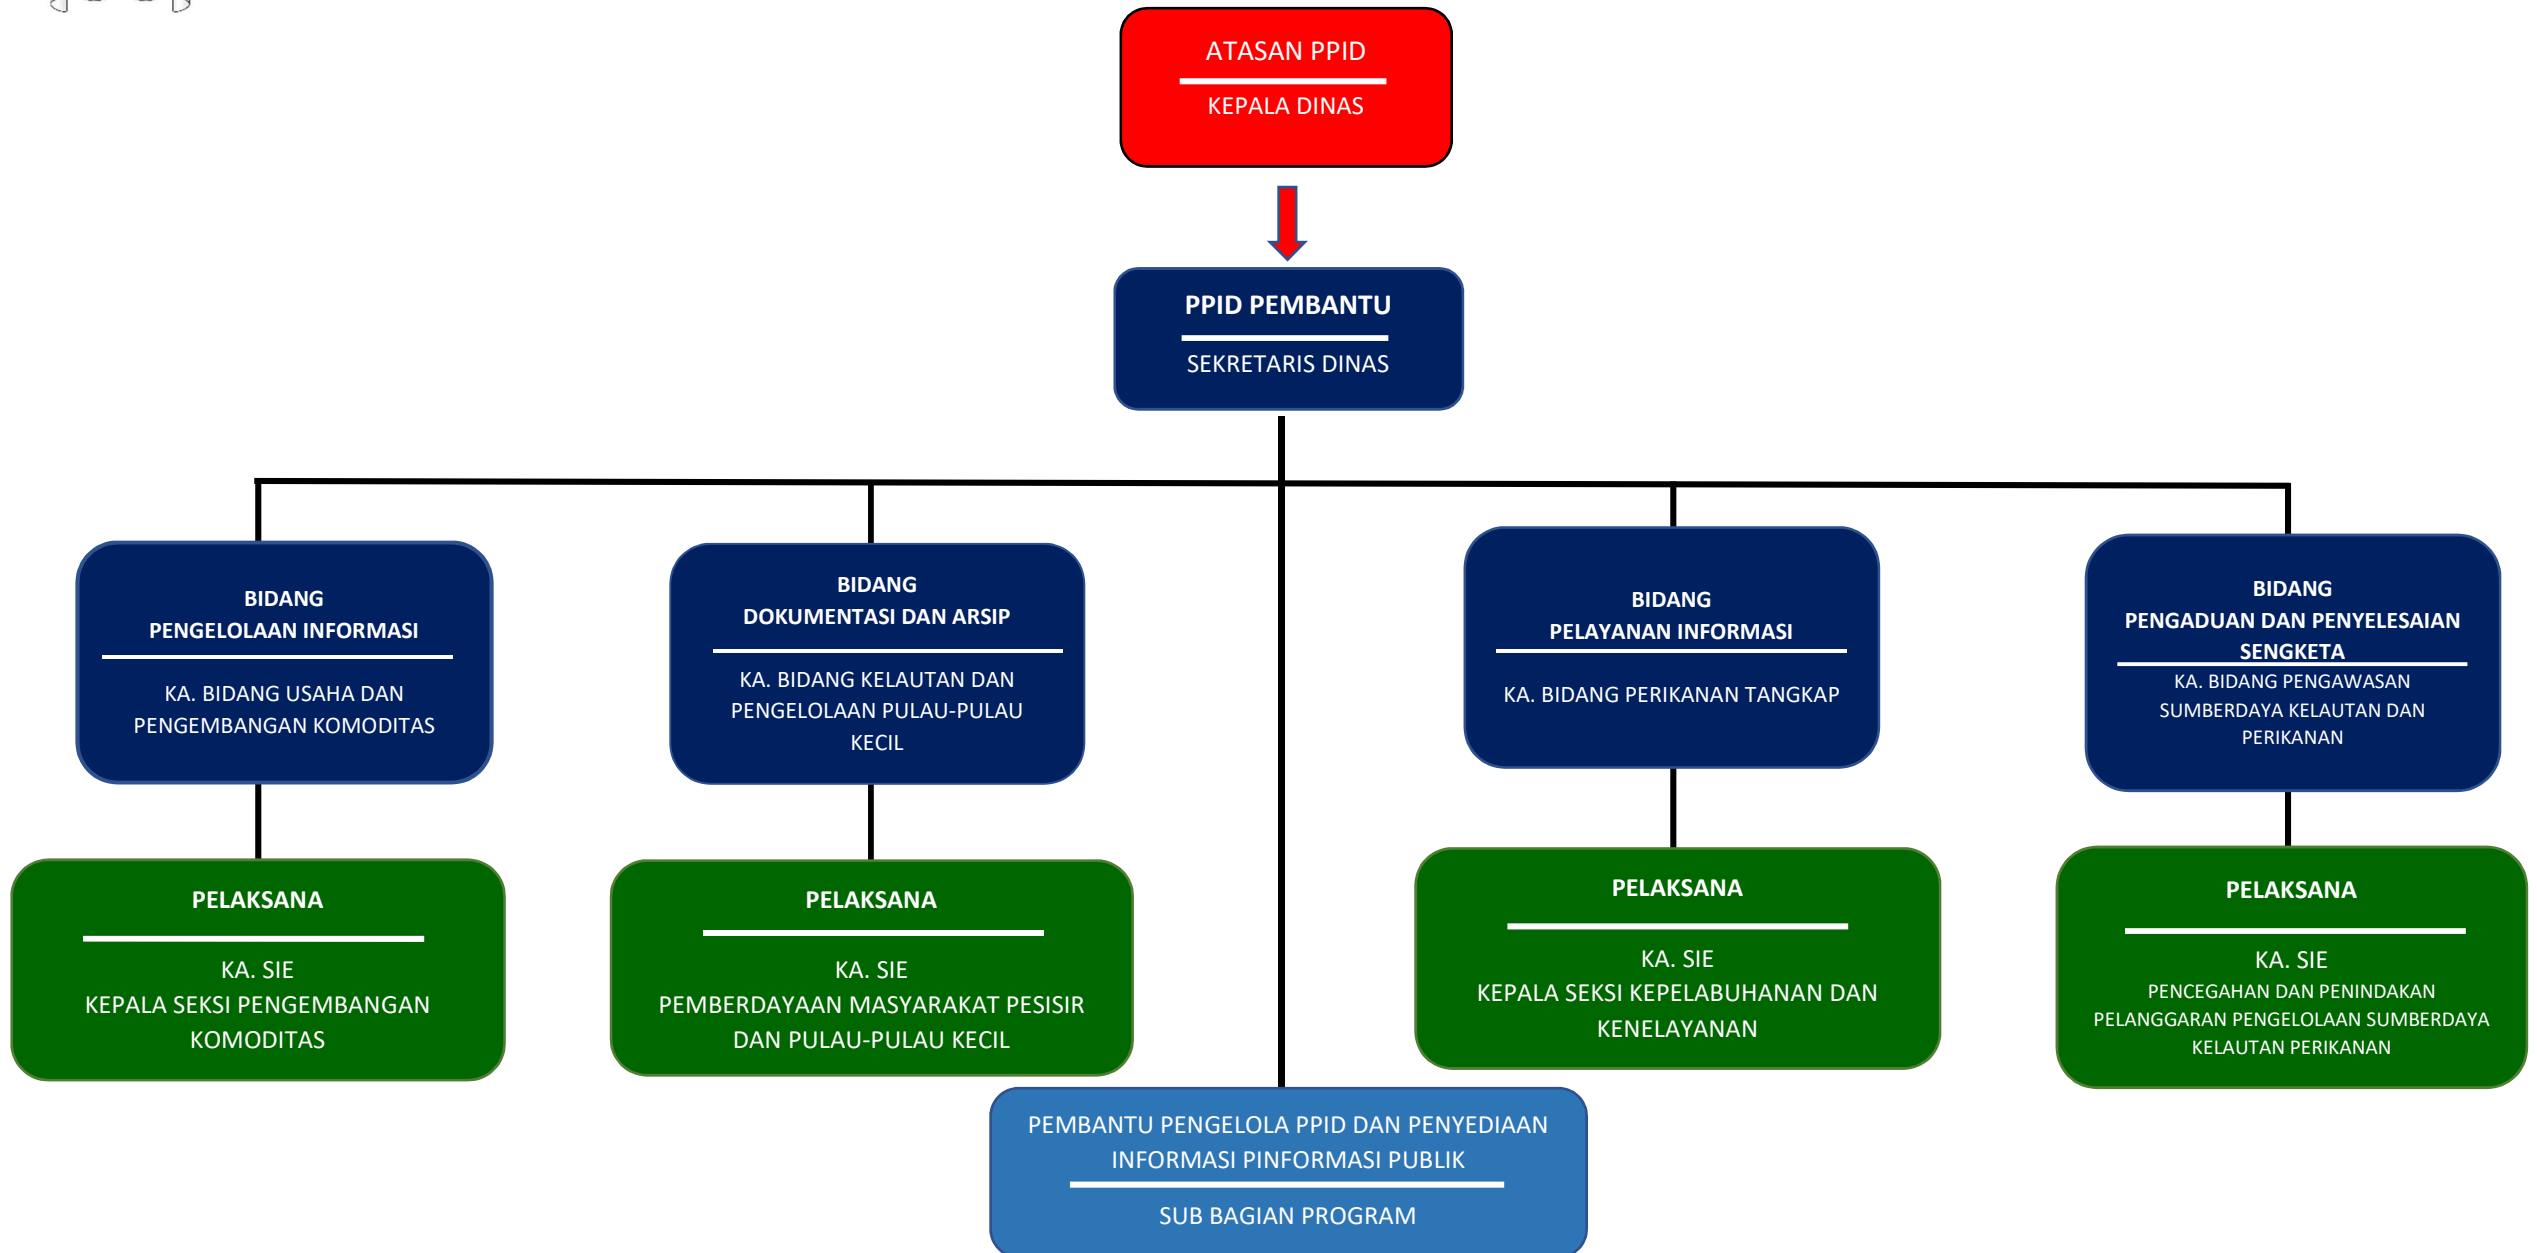 ATASAN PPID
KEPALA DINAS
PPID PEMBANTU
SEKRETARIS DINAS
BIDANG
PENGELOLAAN INFORMASI
KA. BIDANG USAHA DAN
PENGEMBANGAN KOMODITAS
BIDANG
DOKUMENTASI DAN ARSIP
KA. BIDANG KELAUTAN DAN
PENGELOLAAN PULAU-PULAU
KECIL
BIDANG
PELAYANAN INFORMASI
KA. BIDANG PERIKANAN TANGKAP
BIDANG
PENGADUAN DAN PENYELESAIAN
SENGKETA
KA. BIDANG PENGAWASAN
SUMBERDAYA KELAUTAN DAN
PERIKANAN
PELAKSANA
KA. SIE
KEPALA SEKSI PENGEMBANGAN
KOMODITAS
PELAKSANA
KA. SIE
PEMBERDAYAAN MASYARAKAT PESISIR
DAN PULAU-PULAU KECIL
PELAKSANA
KA. SIE
KEPALA SEKSI KEPELABUHANAN DAN
KENELAYANAN
PELAKSANA
KA. SIE
PENCEGAHAN DAN PENINDAKAN
PELANGGARAN PENGELOLAAN SUMBERDAYA
KELAUTAN PERIKANAN
PEMBANTU PENGELOLA PPID DAN PENYEDIAAN
INFORMASI PINFORMASI PUBLIK
SUB BAGIAN PROGRAM